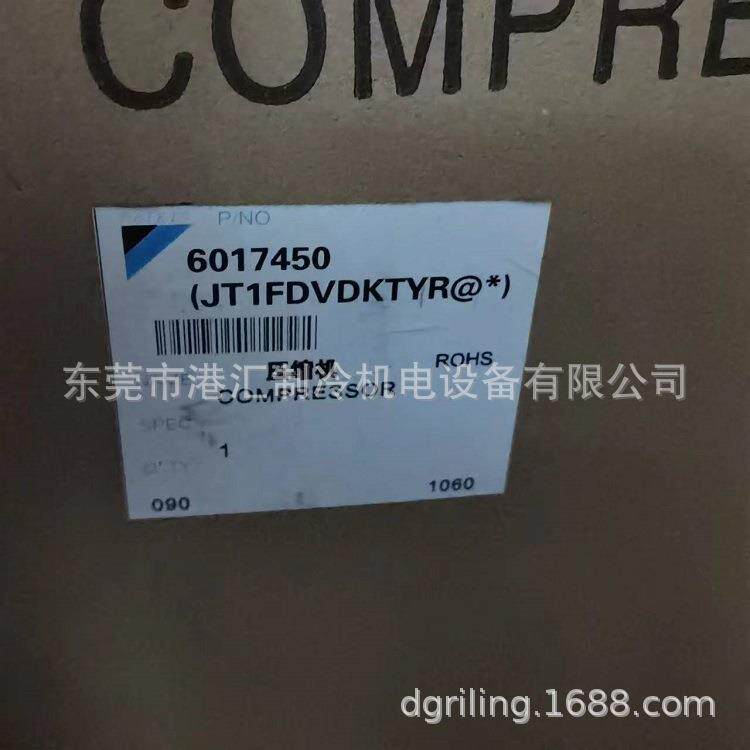 COMPRE
P/NO
6017450
(JT1FDVDKTYR@*)
压缩机
ROHS
东莞市港汇制冷机电设备有限公司
COMPRESSOR
SPEC
Q'TY
1
090
1060
dgriling.1688.com